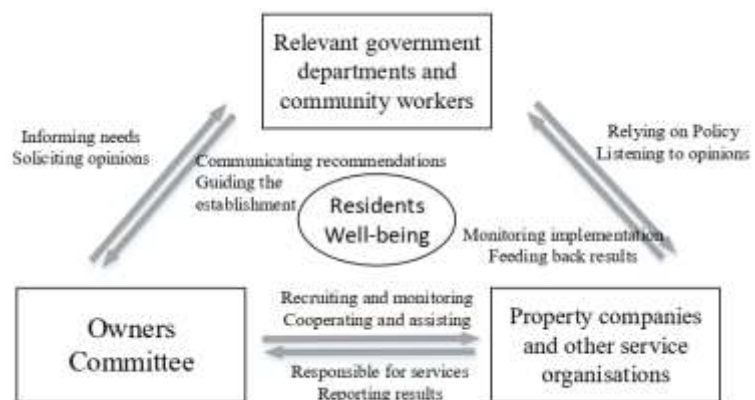 Relevant government
departments and
community workers
Informing needs
Soliciting opinions
Relying on Policy
Listening to opinions
Communicating recommendations
Guiding the
establishment
Residents
Well-being
Monitoring implementation
Feeding back results
Owners
Committee
Recruiting and monitoring
Cooperating and assisting
Responsible for services
Reporting results
Property companies
and other service
organisations